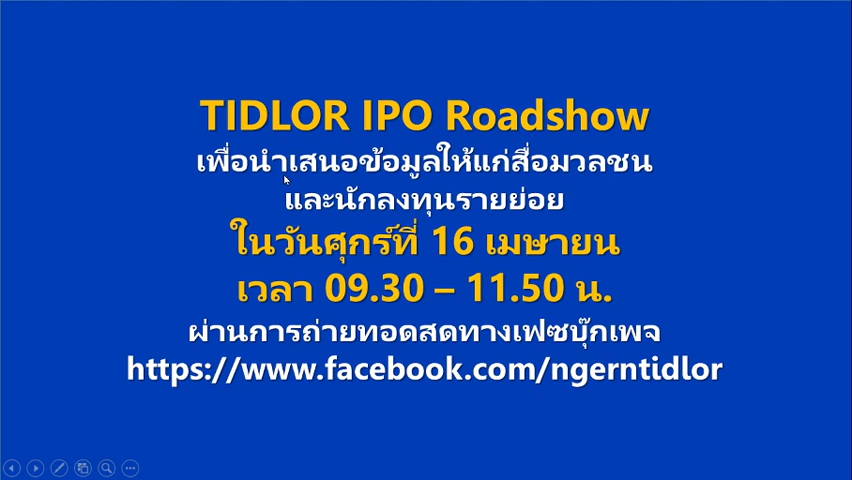 TIDLOR IPO Roadshow
เพื่อนำเสนอข้อมูลให้แก่สื่อมวลชน
และนักลงทุนรายย่อย
ในวันศุกร์ที่ 16 เมษายน
เวลา 09.30 – 11.50 น.
ผ่านการถ่ายทอดสดทางเฟซบุ๊กเพจ
https://www.facebook.com/ngerntidlor